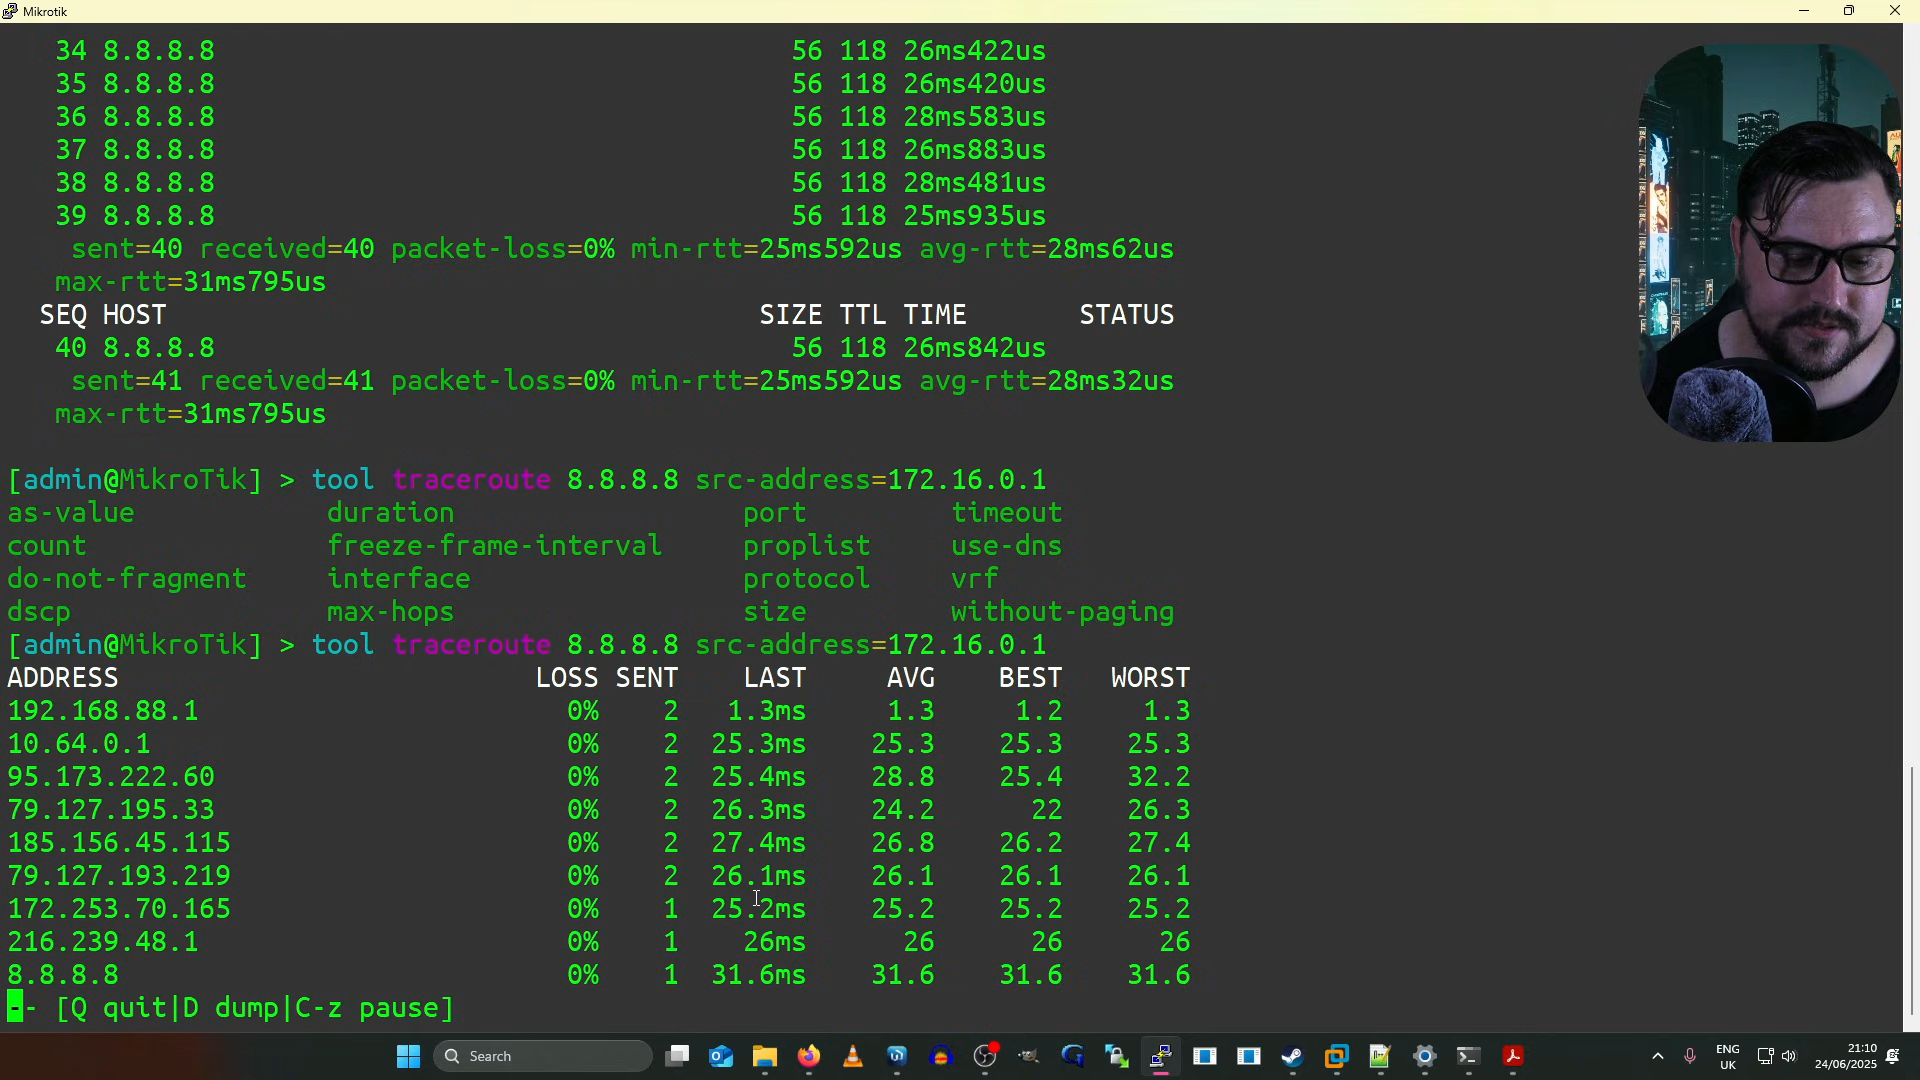 Mikrotik
34 8.8.8.8 56 118 26ms422us
35 8.8.8.8 56 118 26ms420us
36 8.8.8.8 56 118 28ms583us
37 8.8.8.8 56 118 26ms883us
38 8.8.8.8 56 118 28ms481us
39 8.8.8.8 56 118 25ms935us
sent=40 received=40 packet-loss=0% min-rtt=25ms592us avg-rtt=28ms62us
max-rtt=31ms795us
SEQ HOST SIZE TTL TIME STATUS
40 8.8.8.8 56 118 26ms842us
sent=41 received=41 packet-loss=0% min-rtt=25ms592us avg-rtt=28ms32us
max-rtt=31ms795us
[admin@MikroTik] > tool traceroute 8.8.8.8 src-address=172.16.0.1
as-value duration port timeout
count freeze-frame-interval proplist use-dns
do-not-fragment interface protocol vrf
dscp max-hops size without-paging
[admin@MikroTik] > tool traceroute 8.8.8.8 src-address=172.16.0.1
ADDRESS LOSS SENT LAST AVG BEST WORST
192.168.88.1 0% 2 1.3ms 1.3 1.2 1.3
10.64.0.1 0% 2 25.3ms 25.3 25.3 25.3
95.173.222.60 0% 2 25.4ms 28.8 25.4 32.2
79.127.195.33 0% 2 26.3ms 24.2 22 26.3
185.156.45.115 0% 2 27.4ms 26.8 26.2 27.4
79.127.193.219 0% 2 26.1ms 26.1 26.1 26.1
172.253.70.165 0% 1 25.2ms 25.2 25.2 25.2
216.239.48.1 0% 1 26ms 26 26 26
8.8.8.8 0% 1 31.6ms 31.6 31.6 31.6
-- [Q quit|D dump|C-z pause]
Search
ENG
UK
21:10
24/06/2025